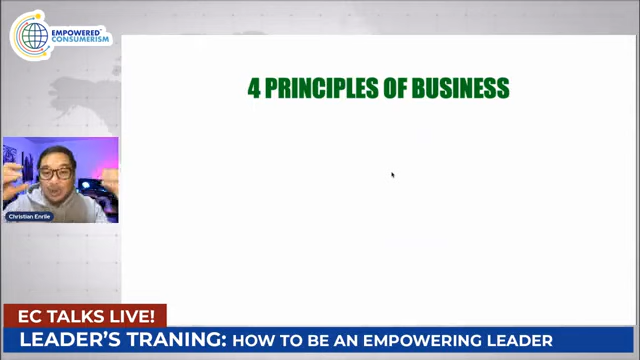 EMPOWERED
CONSUMERISM
4 PRINCIPLES OF BUSINESS
Christian Enrile
EC TALKS LIVE!
LEADER'S TRANING: HOW TO BE AN EMPOWERING LEADER